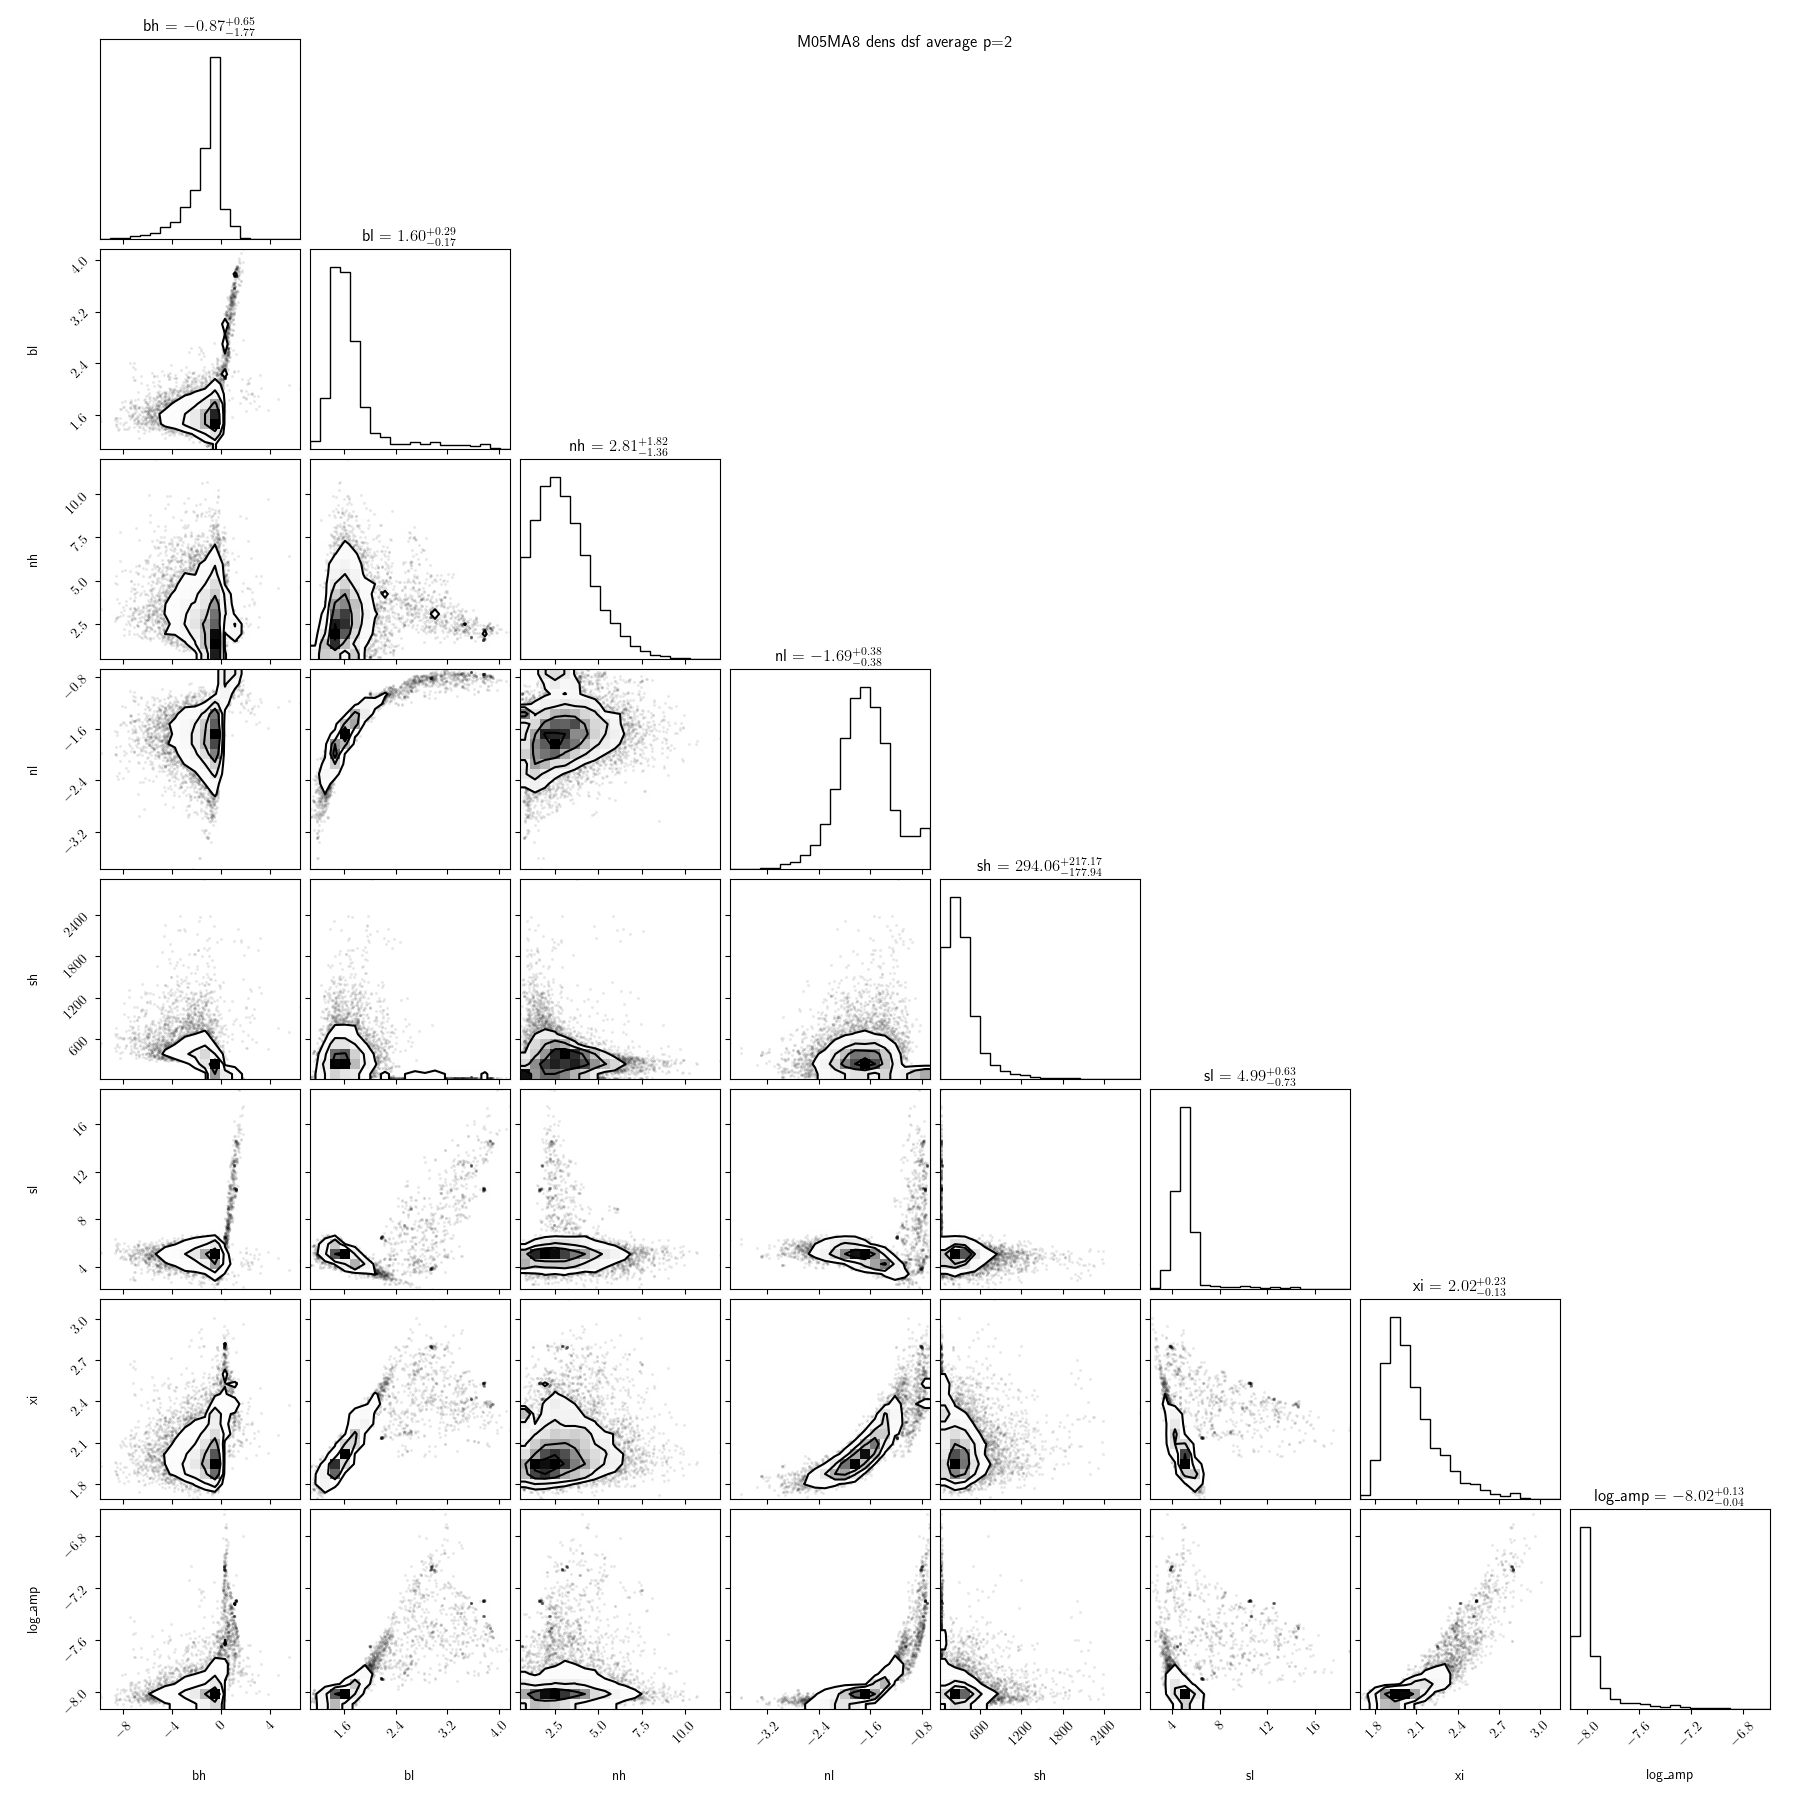 M05MA8 dens dsf average p=2
bh = −0.87 +0.65 −1.77
bl = 1.60 +0.29 −0.17
4.0
3.2
2.4
1.6
bl
nh = 2.81 +1.82 −1.36
10.0
7.5
5.0
2.5
nh
nl = −1.69 +0.38 −0.38
−0.8
−1.6
−2.4
−3.2
nl
sh = 294.06 +217.17 −177.94
2400
1800
1200
600
sh
sl = 4.99 +0.63 −0.73
16
12
8
4
sl
xi = 2.02 +0.23 −0.13
3.0
2.7
2.4
2.1
1.8
xi
log_amp = −8.02 +0.13 −0.04
−6.8
−7.2
−7.6
−8.0
log_amp
−8 −4 0 4 1.6 2.4 3.2 4.0 2.5 5.0 7.5 10.0 −3.2 −2.4 −1.6 −0.8 600 1200 1800 2400 4 8 12 16 1.8 2.1 2.4 2.7 3.0 −8.0 −7.6 −7.2 −6.8
bh bl nh nl sh sl xi log_amp